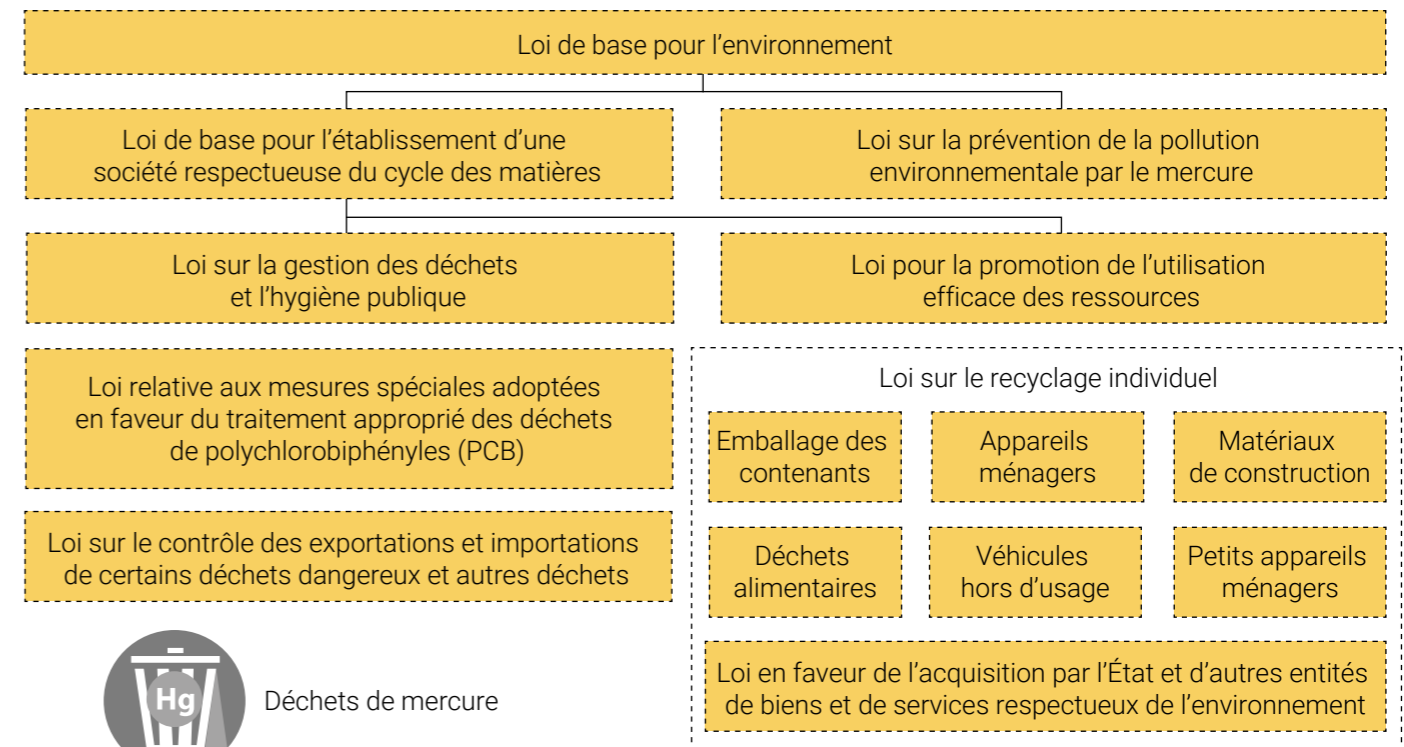 Loi de base pour l’environnement
Loi de base pour l’établissement d’une
société respectueuse du cycle des matières
Loi sur la prévention de la pollution
environnementale par le mercure
Loi sur la gestion des déchets
et l’hygiène publique
Loi pour la promotion de l’utilisation
efficace des ressources
Loi relative aux mesures spéciales adoptées
en faveur du traitement approprié des déchets
de polychlorobiphényles (PCB)
Loi sur le contrôle des exportations et importations
de certains déchets dangereux et autres déchets
Hg
Déchets de mercure
Loi sur le recyclage individuel
Emballage des
contenants
Appareils
ménagers
Matériaux
de construction
Déchets
alimentaires
Véhicules
hors d’usage
Petits appareils
ménagers
Loi en faveur de l’acquisition par l’État et d’autres entités
de biens et de services respectueux de l’environnement